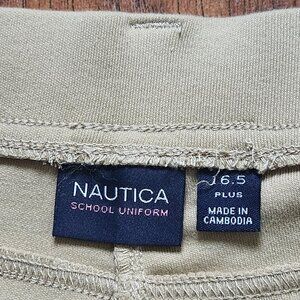 NAUTICA
SCHOOL UNIFORM
16.5
PLUS
MADE IN
CAMBODIA